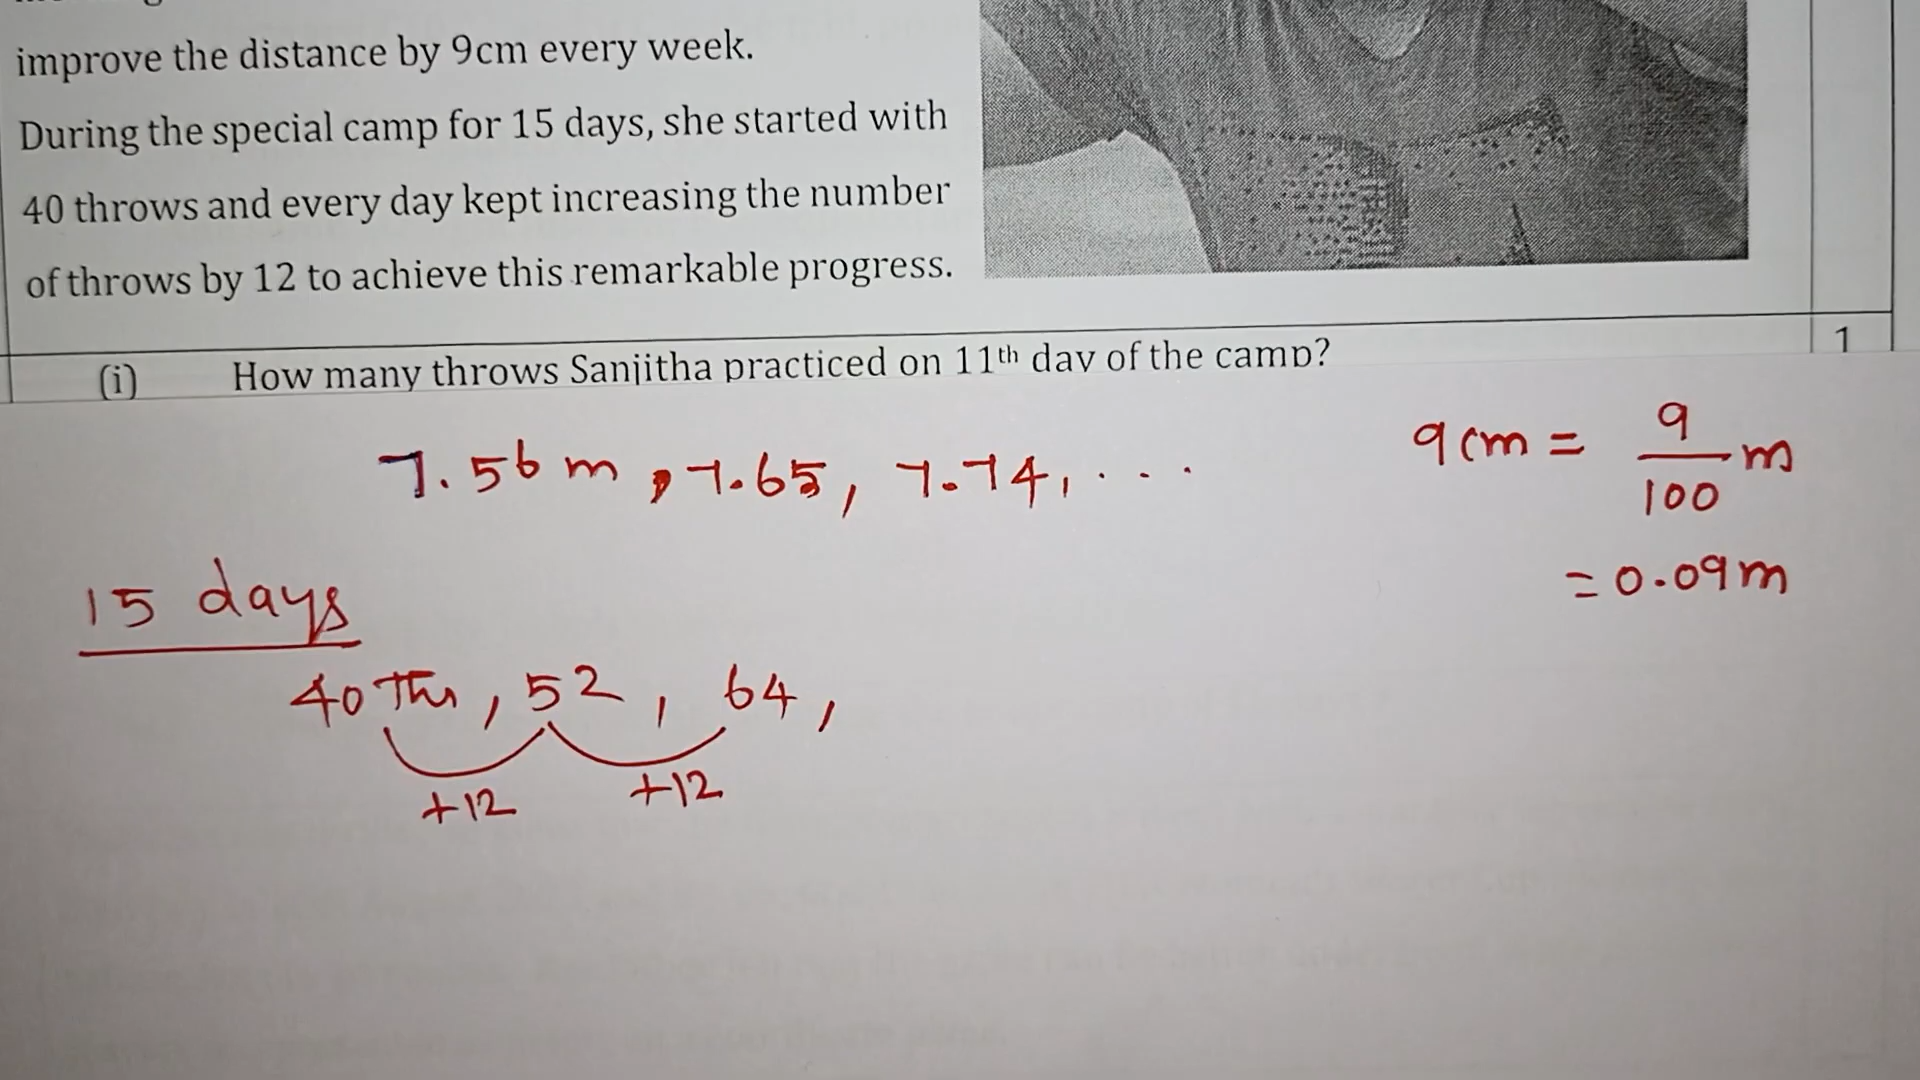 improve the distance by 9cm every week.
During the special camp for 15 days, she started with
40 throws and every day kept increasing the number
of throws by 12 to achieve this remarkable progress.
(i) How many throws Sanjitha practiced on 11th day of the camp? 1
7.56 m, 7.65, 7.74, . . .
9cm = 9/100 m
= 0.09m
15 days
40 Thr, 52, 64,
+12 +12